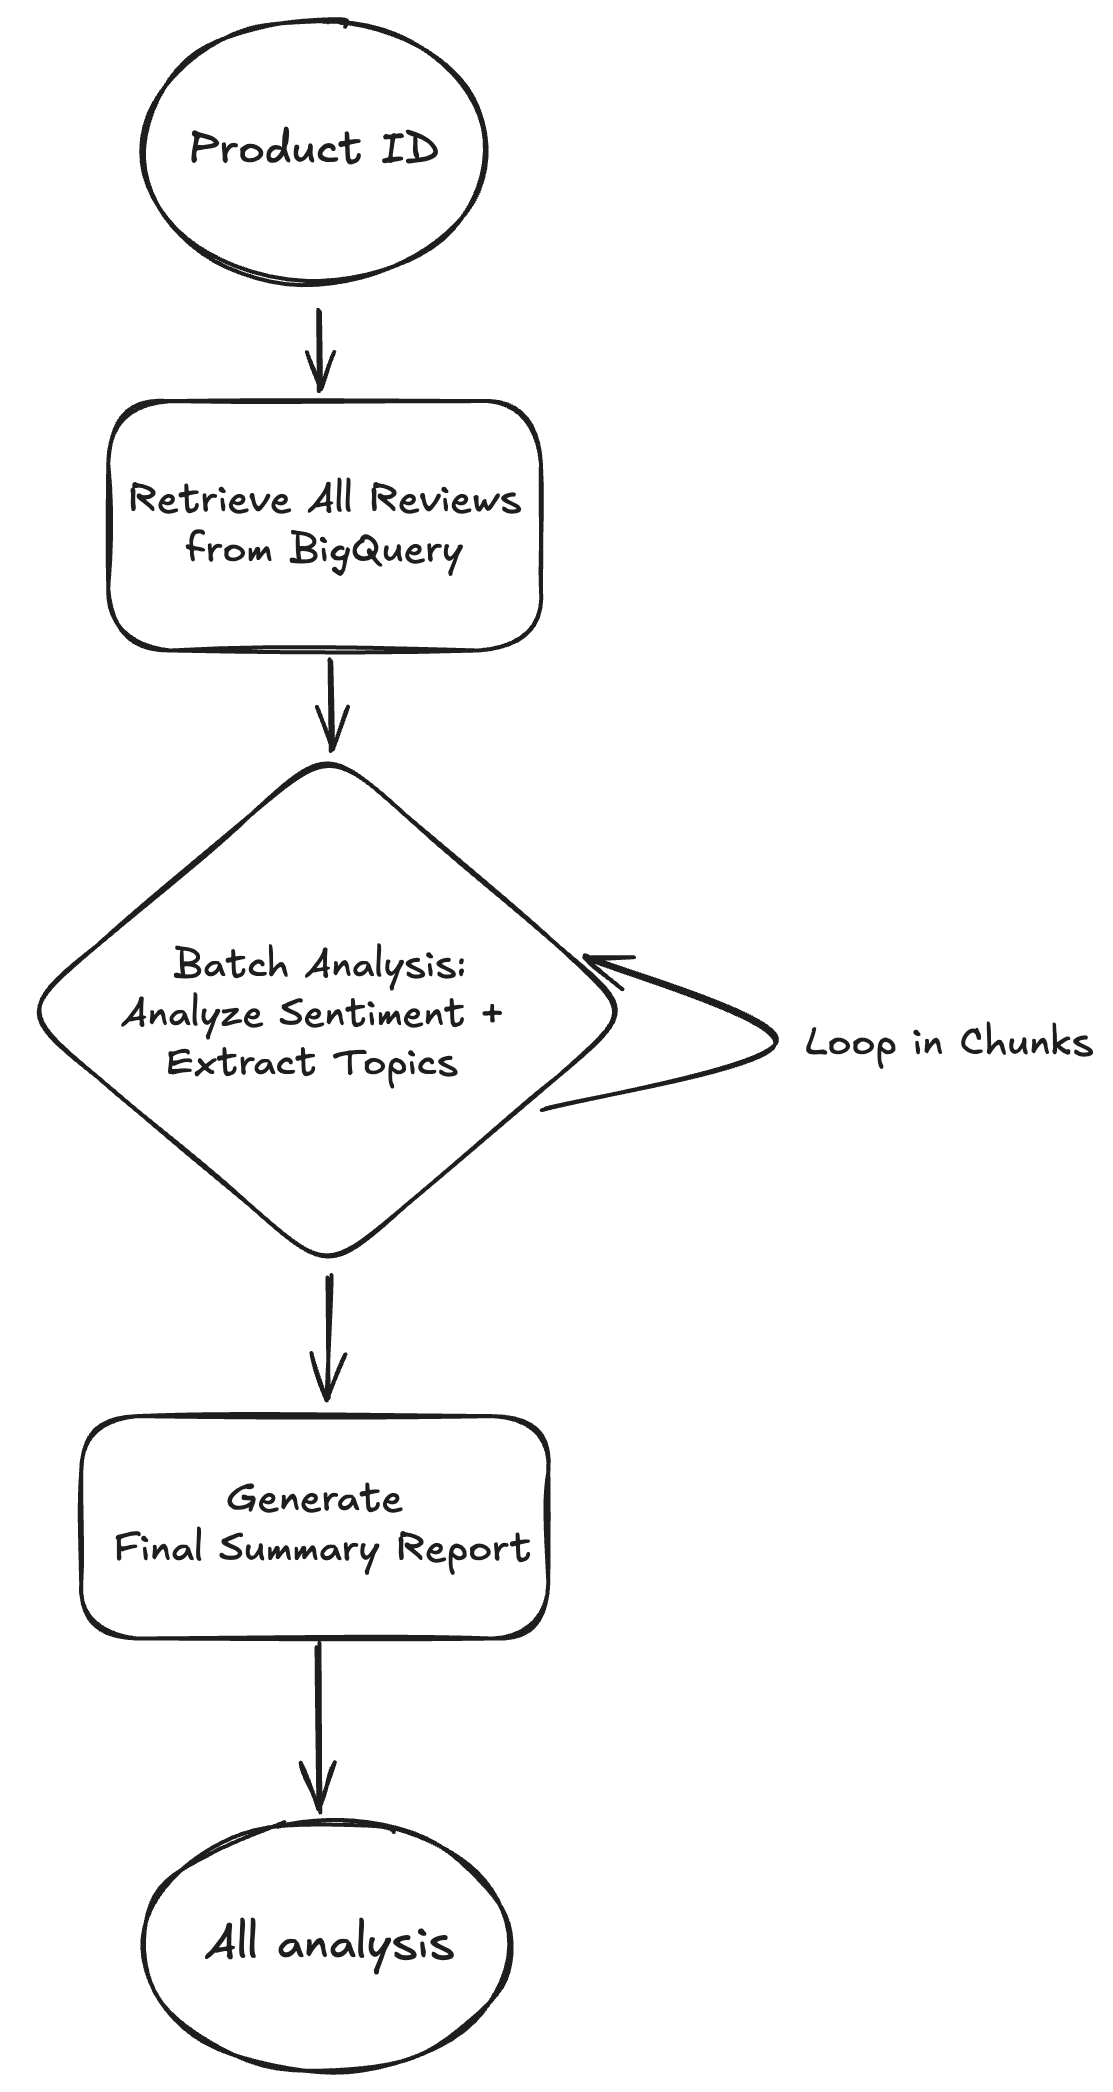 Product ID
Retrieve All Reviews
from BigQuery
Batch Analysis:
Analyze Sentiment +
Extract Topics
Loop in Chunks
Generate
Final Summary Report
All analysis